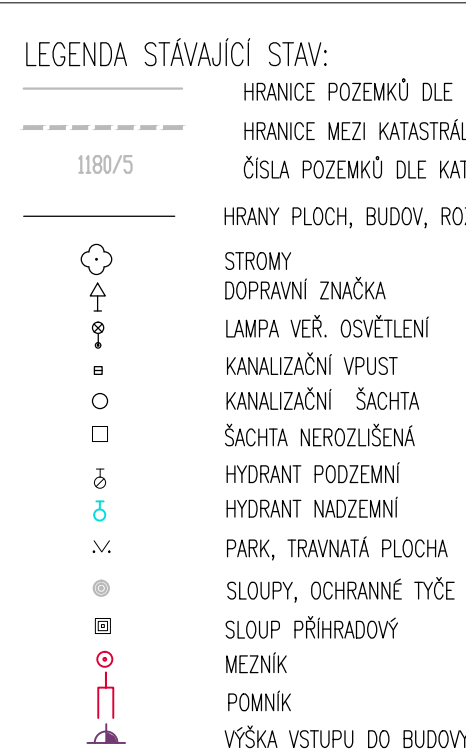 LEGENDA STÁVAJÍCÍ STAV:
HRANICE POZEMKŮ DLE
HRANICE MEZI KATASTRÁL
1180/5 ČÍSLA POZEMKŮ DLE KAT
HRANY PLOCH, BUDOV, ROZ
STROMY
DOPRAVNÍ ZNAČKA
LAMPA VEŘ. OSVĚTLENÍ
KANALIZAČNÍ VPUST
KANALIZAČNÍ ŠACHTA
ŠACHTA NEROZLIŠENÁ
HYDRANT PODZEMNÍ
HYDRANT NADZEMNÍ
PARK, TRAVNATÁ PLOCHA
SLOUPY, OCHRANNÉ TYČE
SLOUP PŘÍHRADOVÝ
MEZNÍK
POMNÍK
VÝŠKA VSTUPU DO BUDOVY